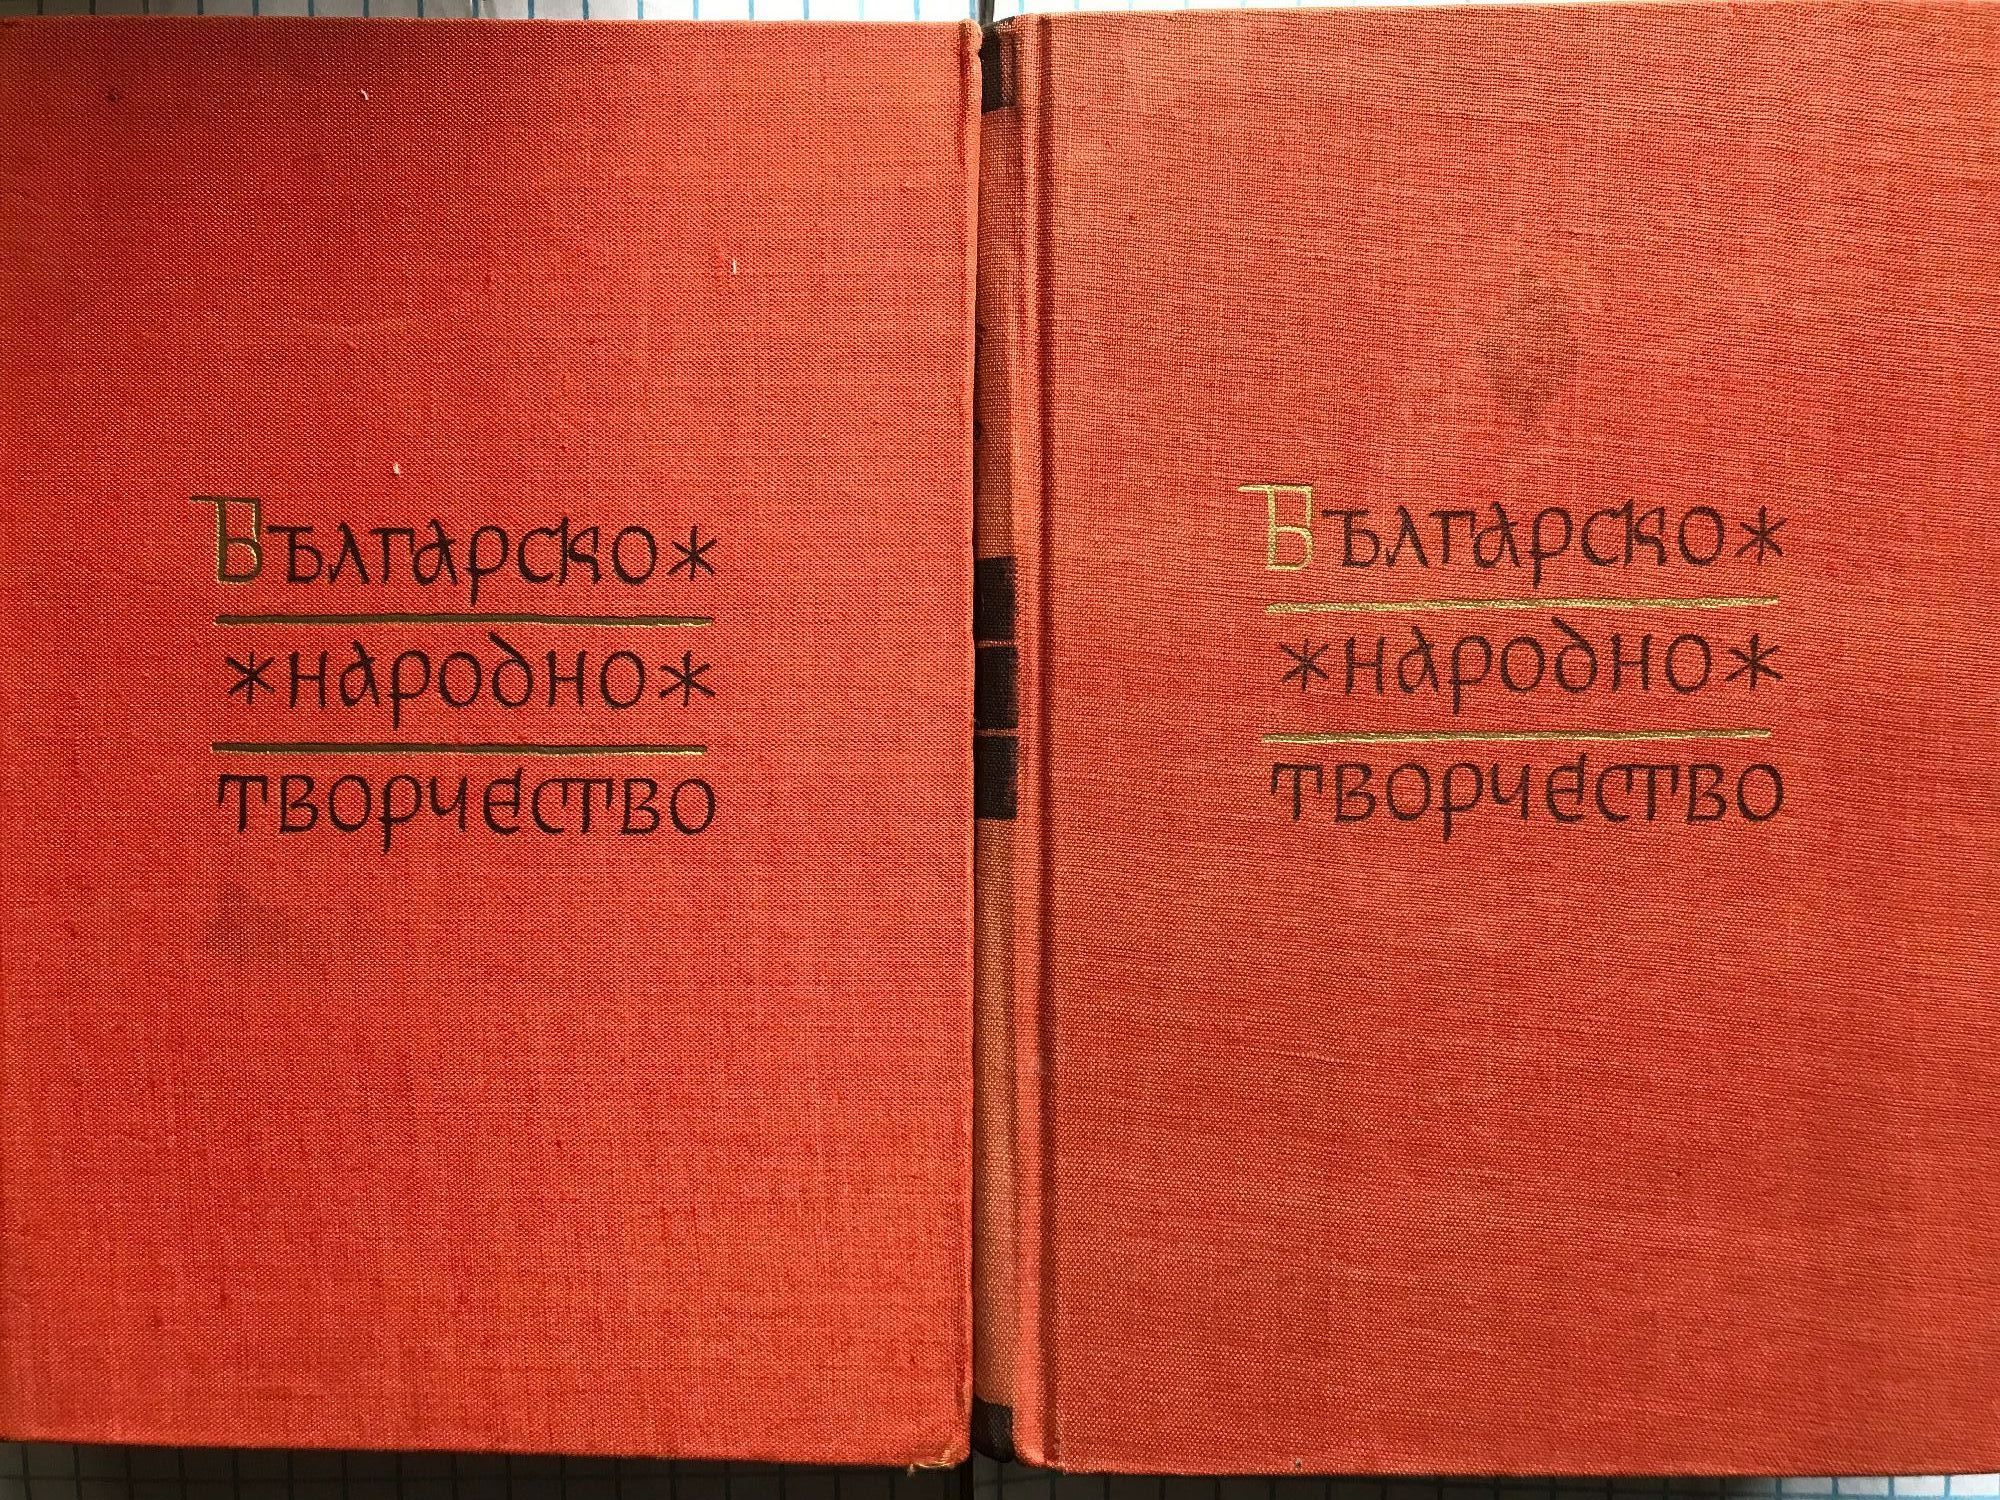 Българско*
*народно*
творчество
Българско*
*народно*
творчество